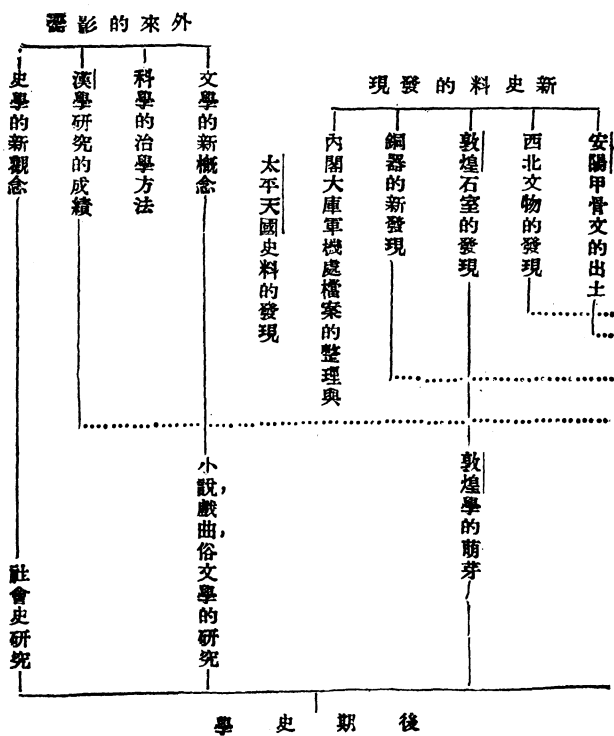 新史料的發現
安陽甲骨文的出土
西北文物的發現
敦煌石室的發現
銅器的新發現
內閣大庫軍機處檔案的整理與
太平天國史料的發現
敦煌學的萌芽
外來的影響
文學的新概念
科學的治學方法
漢學研究的成績
史學的新觀念
小說，戲曲，俗文學的研究
社會史研究
後期史學